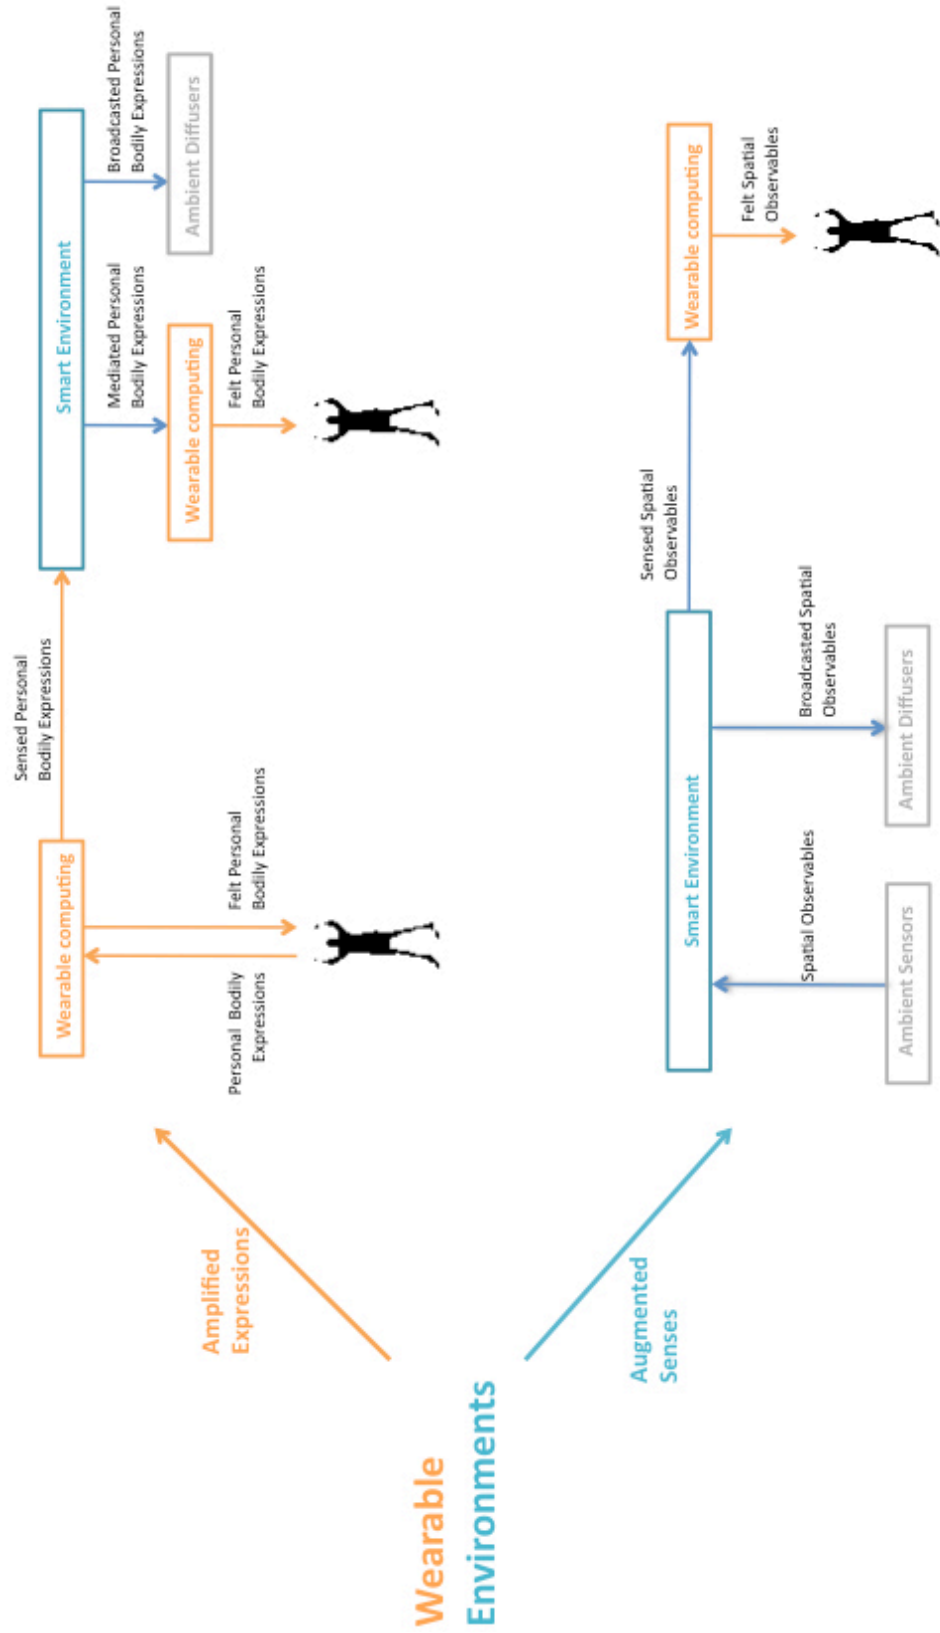 Wearable
Environments
Amplified
Expressions
Wearable computing
Personal Bodily
Expressions
Felt Personal
Bodily Expressions
Sensed Personal
Bodily Expressions
Smart Environment
Mediated Personal
Bodily Expressions
Wearable computing
Felt Personal
Bodily Expressions
Broadcasted Personal
Bodily Expressions
Ambient Diffusers
Augmented
Senses
Smart Environment
Spatial Observables
Ambient Sensors
Broadcasted Spatial
Observables
Ambient Diffusers
Sensed Spatial
Observables
Wearable computing
Felt Spatial
Observables